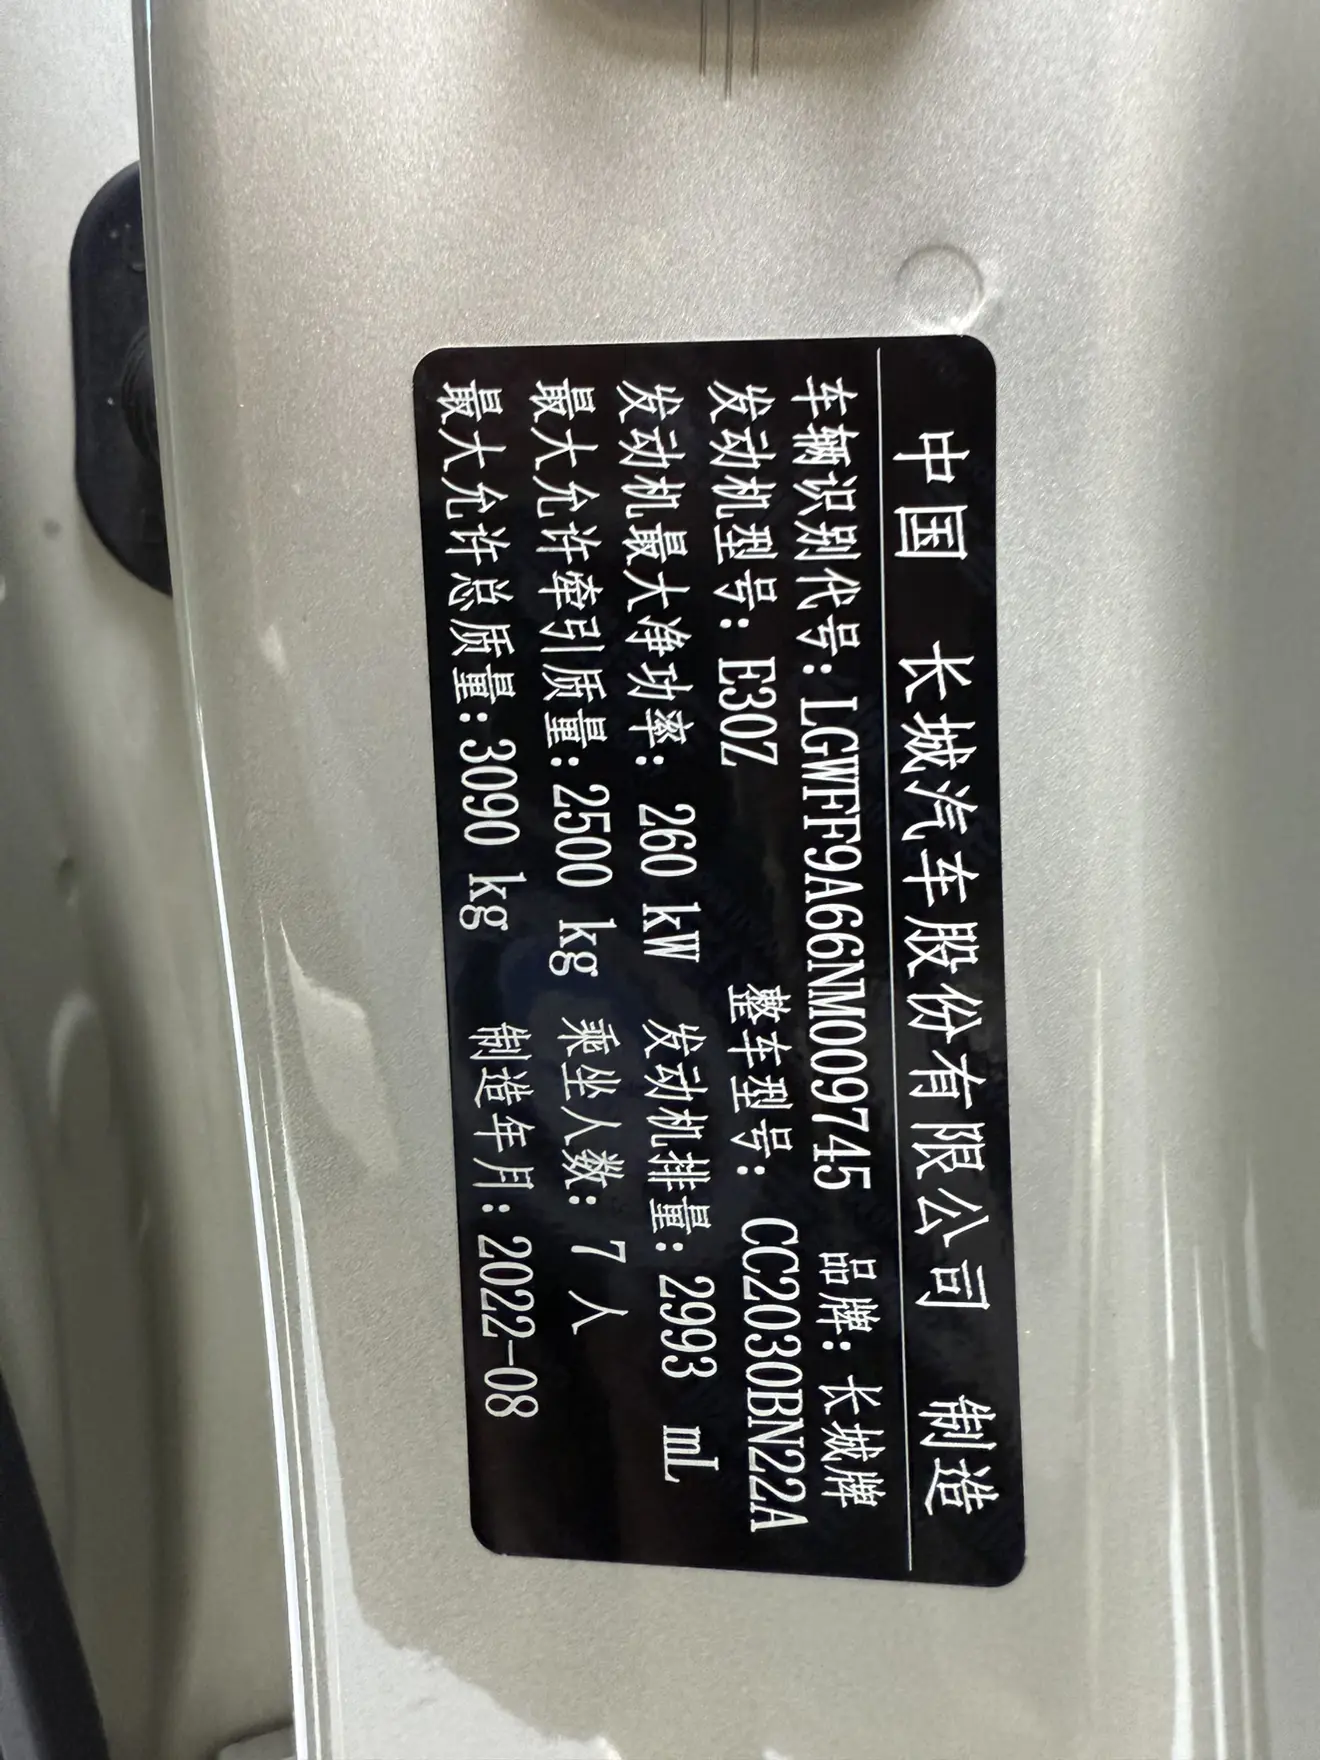 中国 长城汽车股份有限公司 制造
车辆识别代号：LGWFF9A66NM009745 品牌：长城牌
发动机型号：E30Z 整车型号：CC2030BN22A
发动机最大净功率：260 kW 发动机排量：2993 mL
最大允许牵引质量：2500 kg 乘坐人数：7 人
最大允许总质量：3090 kg 制造年月：2022-08